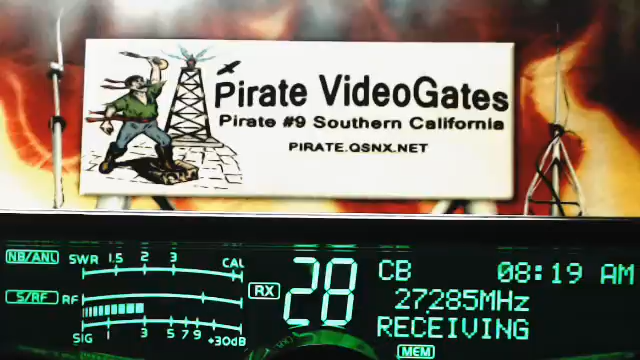 Pirate VideoGates
Pirate #9 Southern California
PIRATE.QSNX.NET
NB/ANL SWR 1.5 2 3 CAL
S/RF RF
SIG 1 3 5 7 9 +30dB
RX 28
CB 08:19 AM
27.285MHz
RECEIVING
MEM